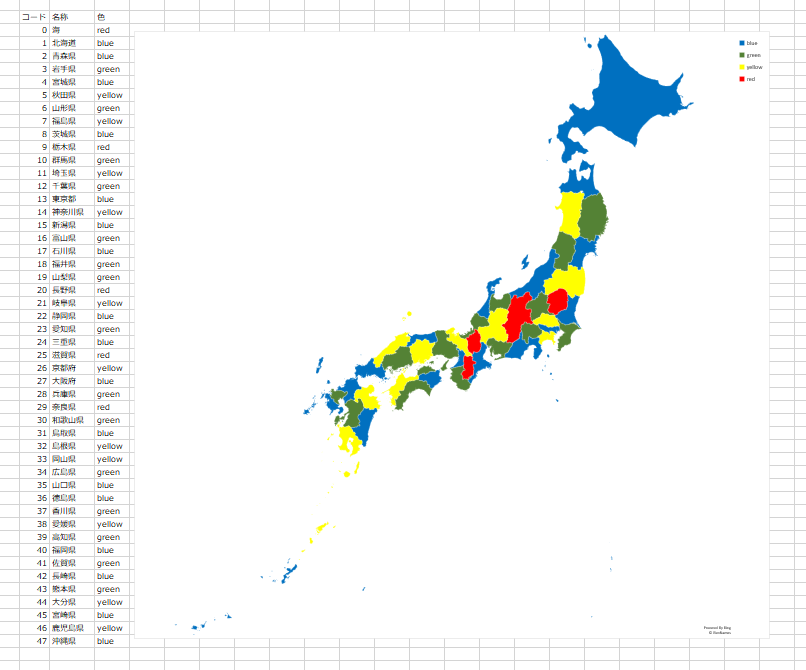 コード 名称 色
0 海 red
1 北海道 blue
2 青森県 blue
3 岩手県 green
4 宮城県 blue
5 秋田県 yellow
6 山形県 green
7 福島県 yellow
8 茨城県 blue
9 栃木県 red
10 群馬県 green
11 埼玉県 yellow
12 千葉県 green
13 東京都 blue
14 神奈川県 yellow
15 新潟県 blue
16 富山県 green
17 石川県 blue
18 福井県 green
19 山梨県 green
20 長野県 red
21 岐阜県 yellow
22 静岡県 blue
23 愛知県 green
24 三重県 blue
25 滋賀県 red
26 京都府 yellow
27 大阪府 blue
28 兵庫県 green
29 奈良県 red
30 和歌山県 green
31 鳥取県 blue
32 島根県 yellow
33 岡山県 yellow
34 広島県 green
35 山口県 blue
36 徳島県 blue
37 香川県 green
38 愛媛県 yellow
39 高知県 green
40 福岡県 blue
41 佐賀県 green
42 長崎県 blue
43 熊本県 green
44 大分県 yellow
45 宮崎県 blue
46 鹿児島県 yellow
47 沖縄県 blue
blue
green
yellow
red
Powered by Bing
© GeoNames